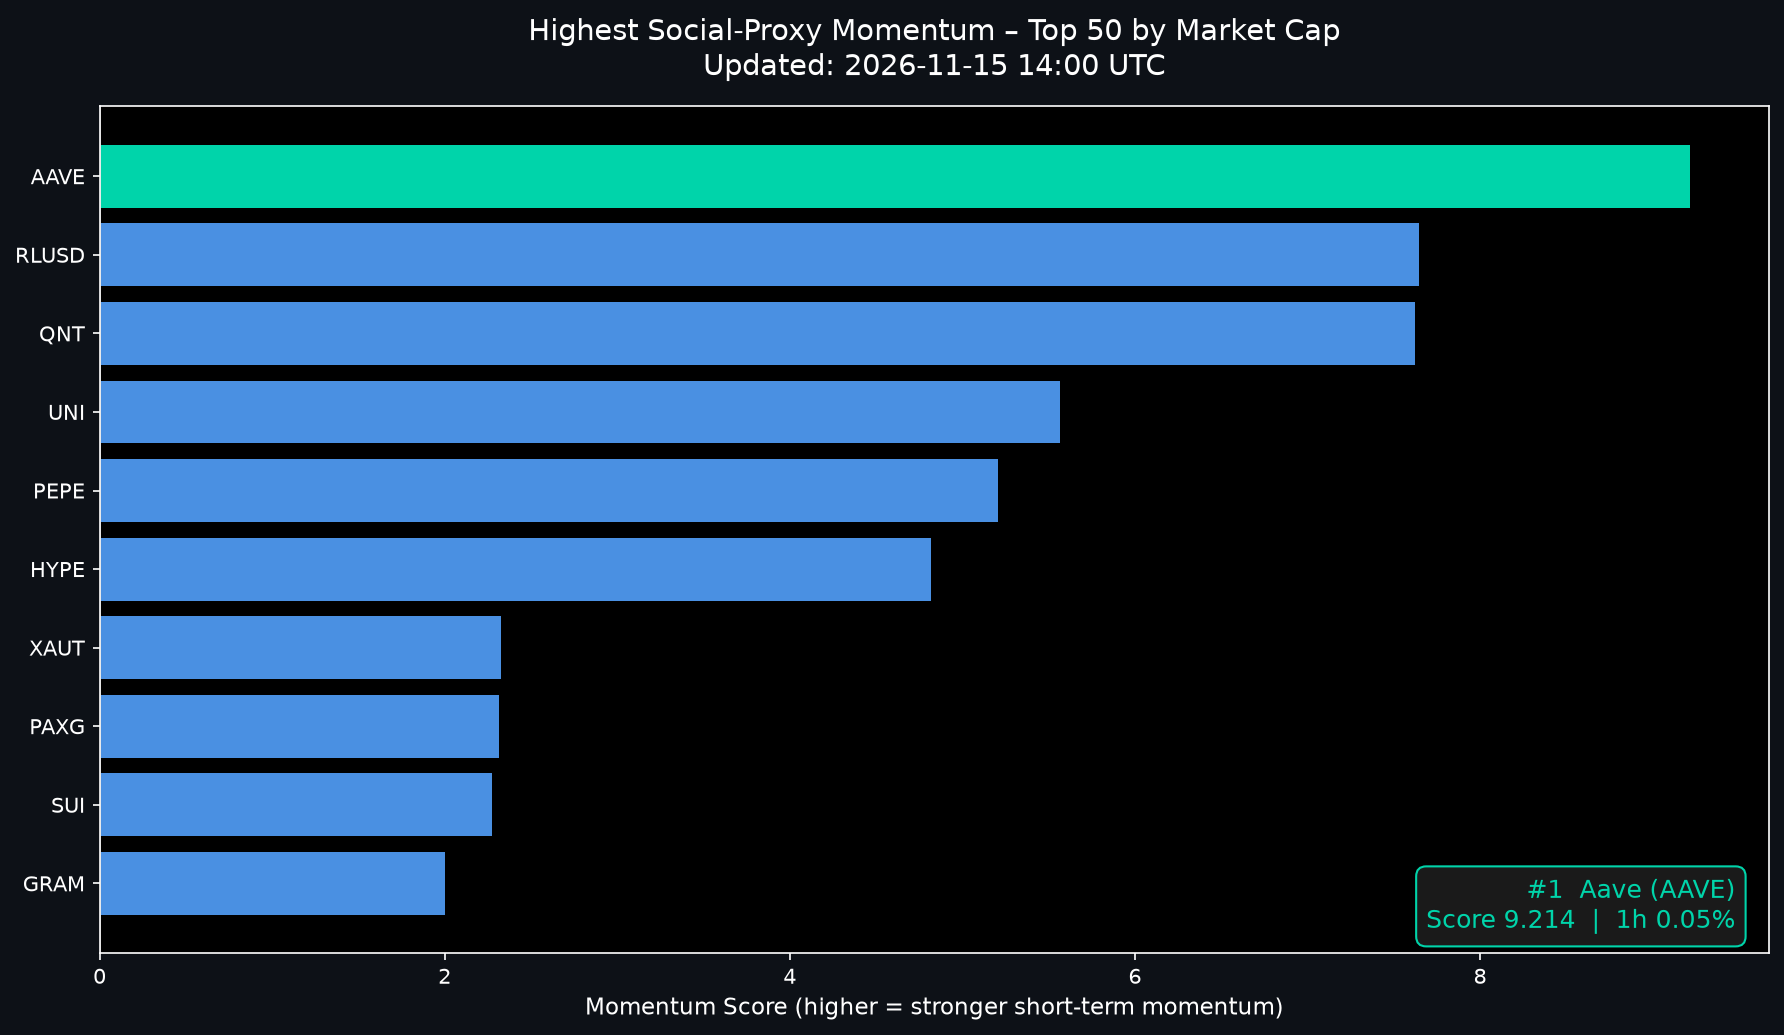 Highest Social-Proxy Momentum – Top 50 by Market Cap
Updated: 2026-11-15 14:00 UTC
AAVE
RLUSD
QNT
UNI
PEPE
HYPE
XAUT
PAXG
SUI
GRAM
#1  Aave (AAVE)
Score 9.214  |  1h 0.05%
0 2 4 6 8
Momentum Score (higher = stronger short-term momentum)